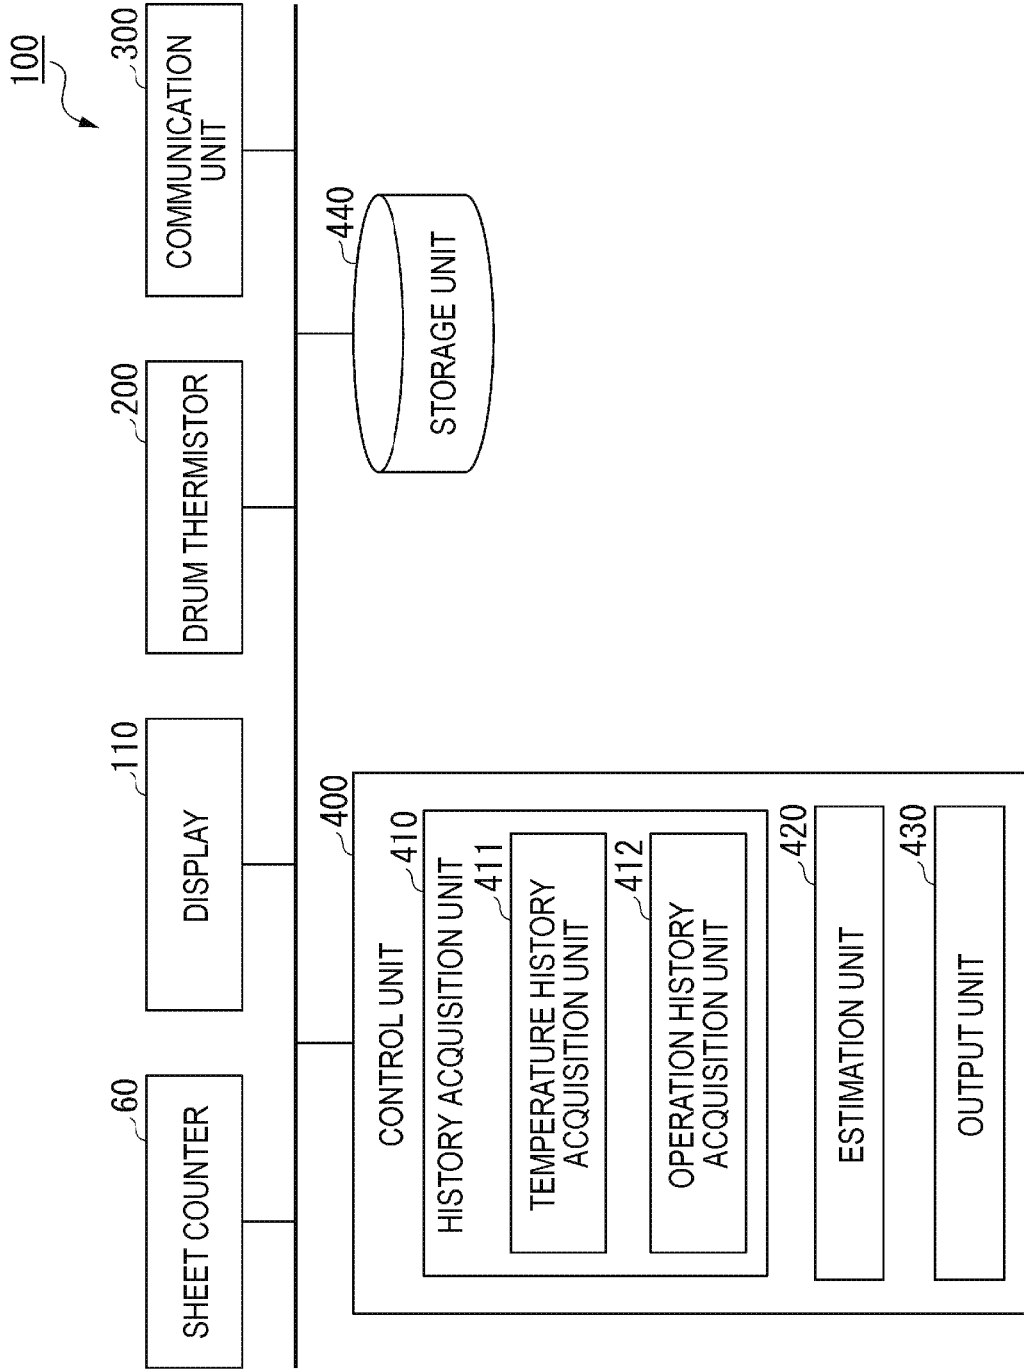 100
60
SHEET COUNTER
110
DISPLAY
200
DRUM THERMISTOR
300
COMMUNICATION
UNIT
400
CONTROL UNIT
410
HISTORY ACQUISITION UNIT
411
TEMPERATURE HISTORY
ACQUISITION UNIT
412
OPERATION HISTORY
ACQUISITION UNIT
420
ESTIMATION UNIT
430
OUTPUT UNIT
440
STORAGE UNIT